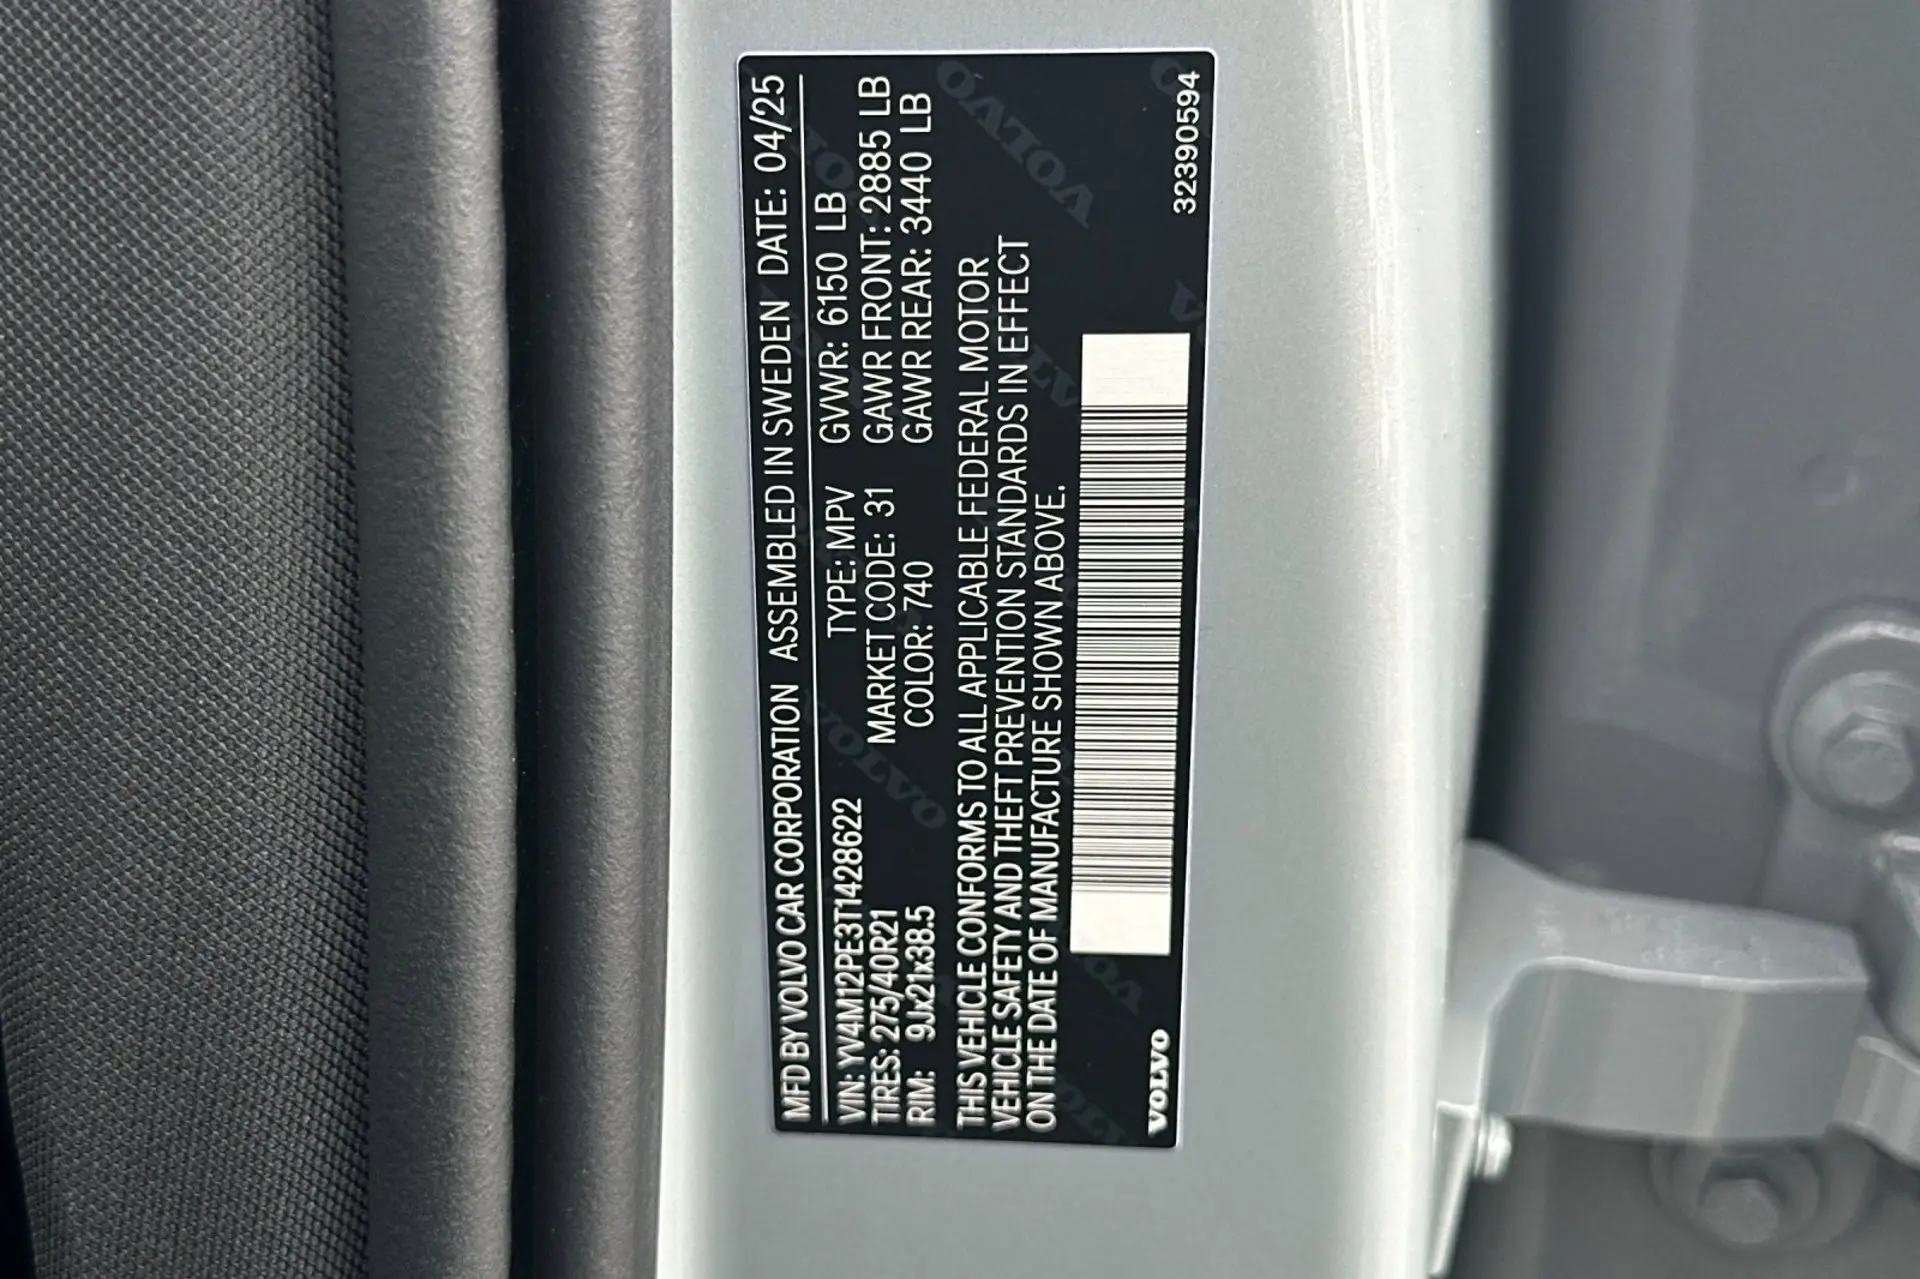 MFD BY VOLVO CAR CORPORATION ASSEMBLED IN SWEDEN DATE: 04/25
VIN: YV4M12PE3T1428622 TYPE: MPV GVWR: 6150 LB
TIRES: 275/40R21 MARKET CODE: 31 GAWR FRONT: 2885 LB
RIM: 9Jx21x38.5 COLOR: 740 GAWR REAR: 3440 LB
THIS VEHICLE CONFORMS TO ALL APPLICABLE FEDERAL MOTOR
VEHICLE SAFETY AND THEFT PREVENTION STANDARDS IN EFFECT
ON THE DATE OF MANUFACTURE SHOWN ABOVE.
VOLVO 32390594